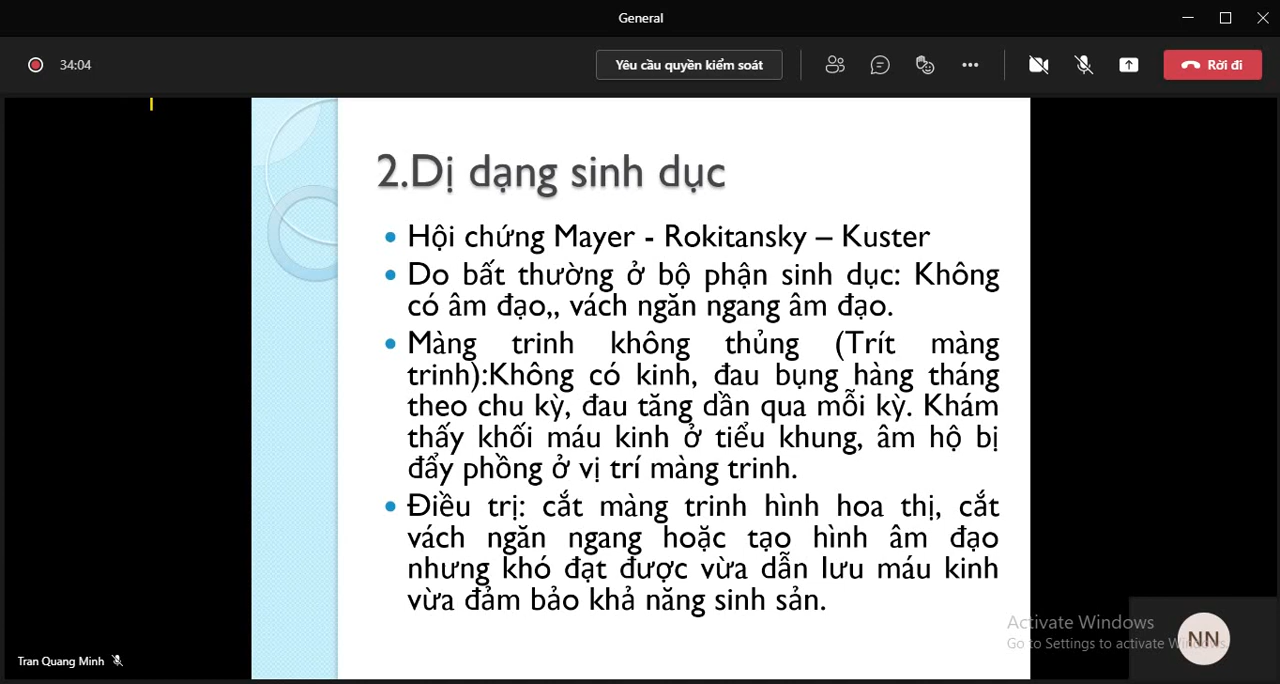 General
34:04
Yêu cầu quyền kiểm soát
Rời đi
2.Dị dạng sinh dục
• Hội chứng Mayer - Rokitansky – Kuster
• Do bất thường ở bộ phận sinh dục: Không
có âm đạo,, vách ngăn ngang âm đạo.
• Màng trinh không thủng (Trít màng
trinh):Không có kinh, đau bụng hàng tháng
theo chu kỳ, đau tăng dần qua mỗi kỳ. Khám
thấy khối máu kinh ở tiểu khung, âm hộ bị
đẩy phồng ở vị trí màng trinh.
• Điều trị: cắt màng trinh hình hoa thị, cắt
vách ngăn ngang hoặc tạo hình âm đạo
nhưng khó đạt được vừa dẫn lưu máu kinh
vừa đảm bảo khả năng sinh sản.
Activate Windows
Go to Settings to activate Windows.
NN
Tran Quang Minh